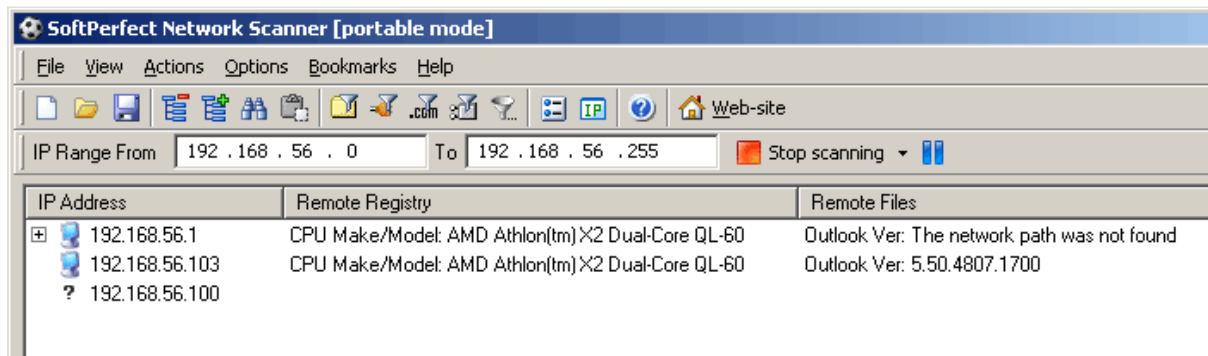 SoftPerfect Network Scanner [portable mode]
File View Actions Options Bookmarks Help
.com IP Web-site
IP Range From 192 . 168 . 56 . 0 To 192 . 168 . 56 . 255 Stop scanning
IP Address Remote Registry Remote Files
192.168.56.1 CPU Make/Model: AMD Athlon(tm) X2 Dual-Core QL-60 Outlook Ver: The network path was not found
192.168.56.103 CPU Make/Model: AMD Athlon(tm) X2 Dual-Core QL-60 Outlook Ver: 5.50.4807.1700
? 192.168.56.100